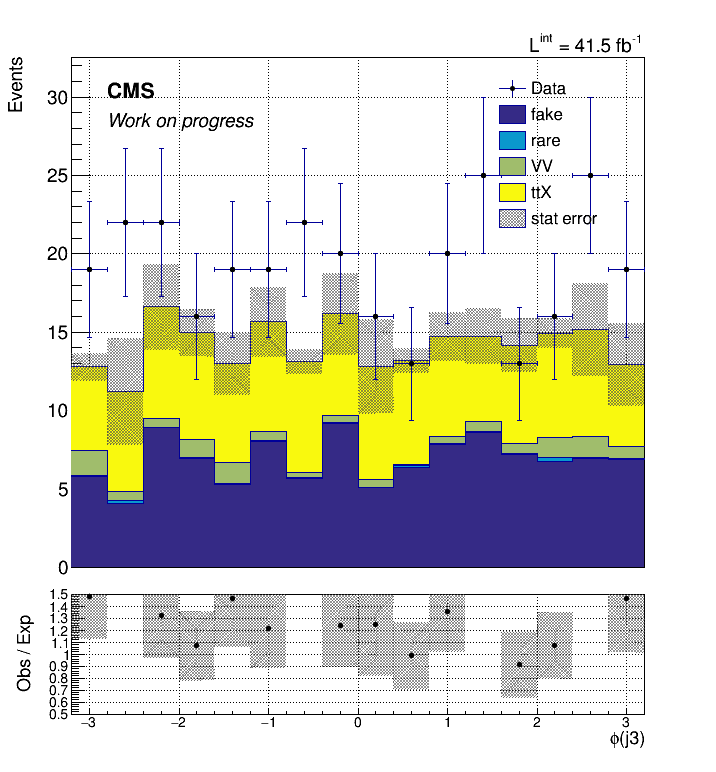 L^int = 41.5 fb^-1
Events
CMS
Work on progress
Data
fake
rare
VV
ttX
stat error
30
25
20
15
10
5
0
Obs / Exp
1.5
1.4
1.3
1.2
1.1
1
0.9
0.8
0.7
0.6
0.5
−3 −2 −1 0 1 2 3
ϕ(j3)